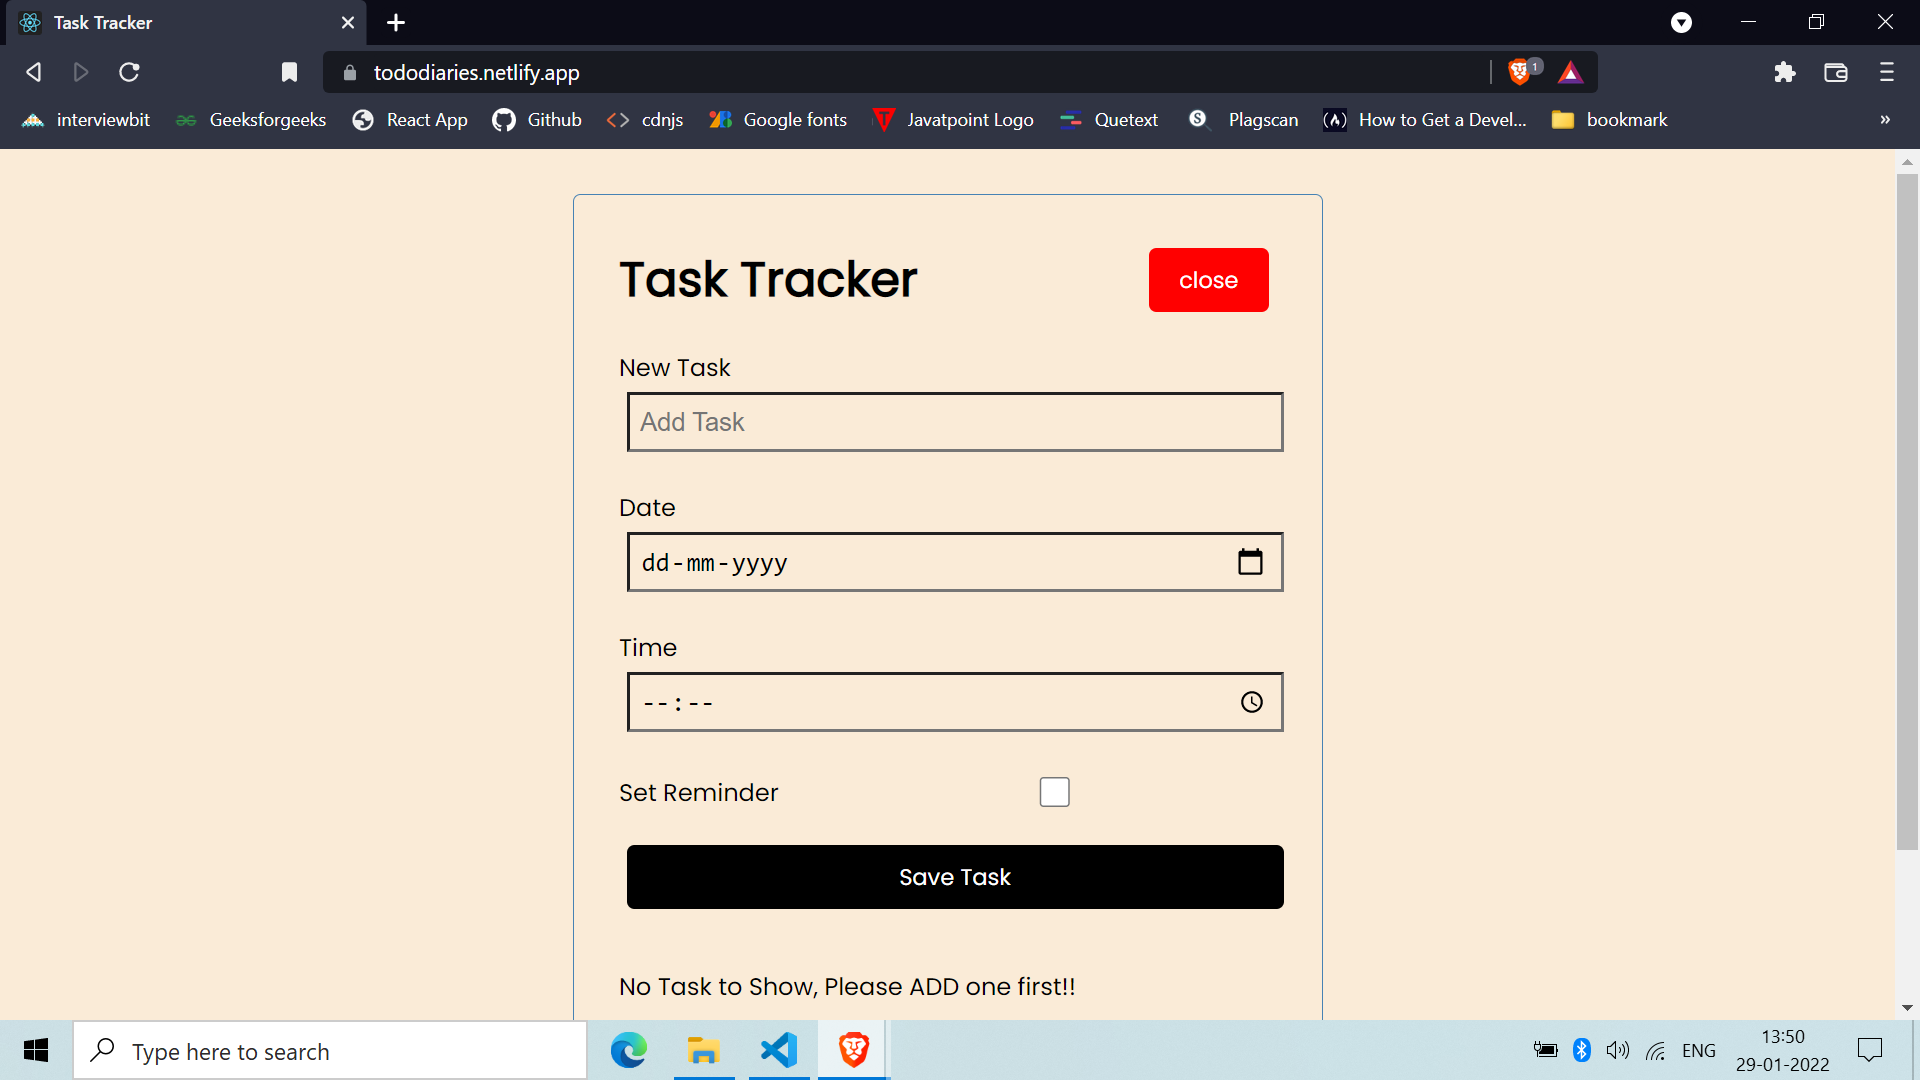 Task Tracker
tododiaries.netlify.app
1
interviewbit Geeksforgeeks React App Github cdnjs Google fonts Javatpoint Logo Quetext Plagscan How to Get a Devel... bookmark »
Task Tracker
close
New Task
Add Task
Date
dd-mm-yyyy
Time
--:--
Set Reminder
Save Task
No Task to Show, Please ADD one first!!
Type here to search
ENG
13:50
29-01-2022